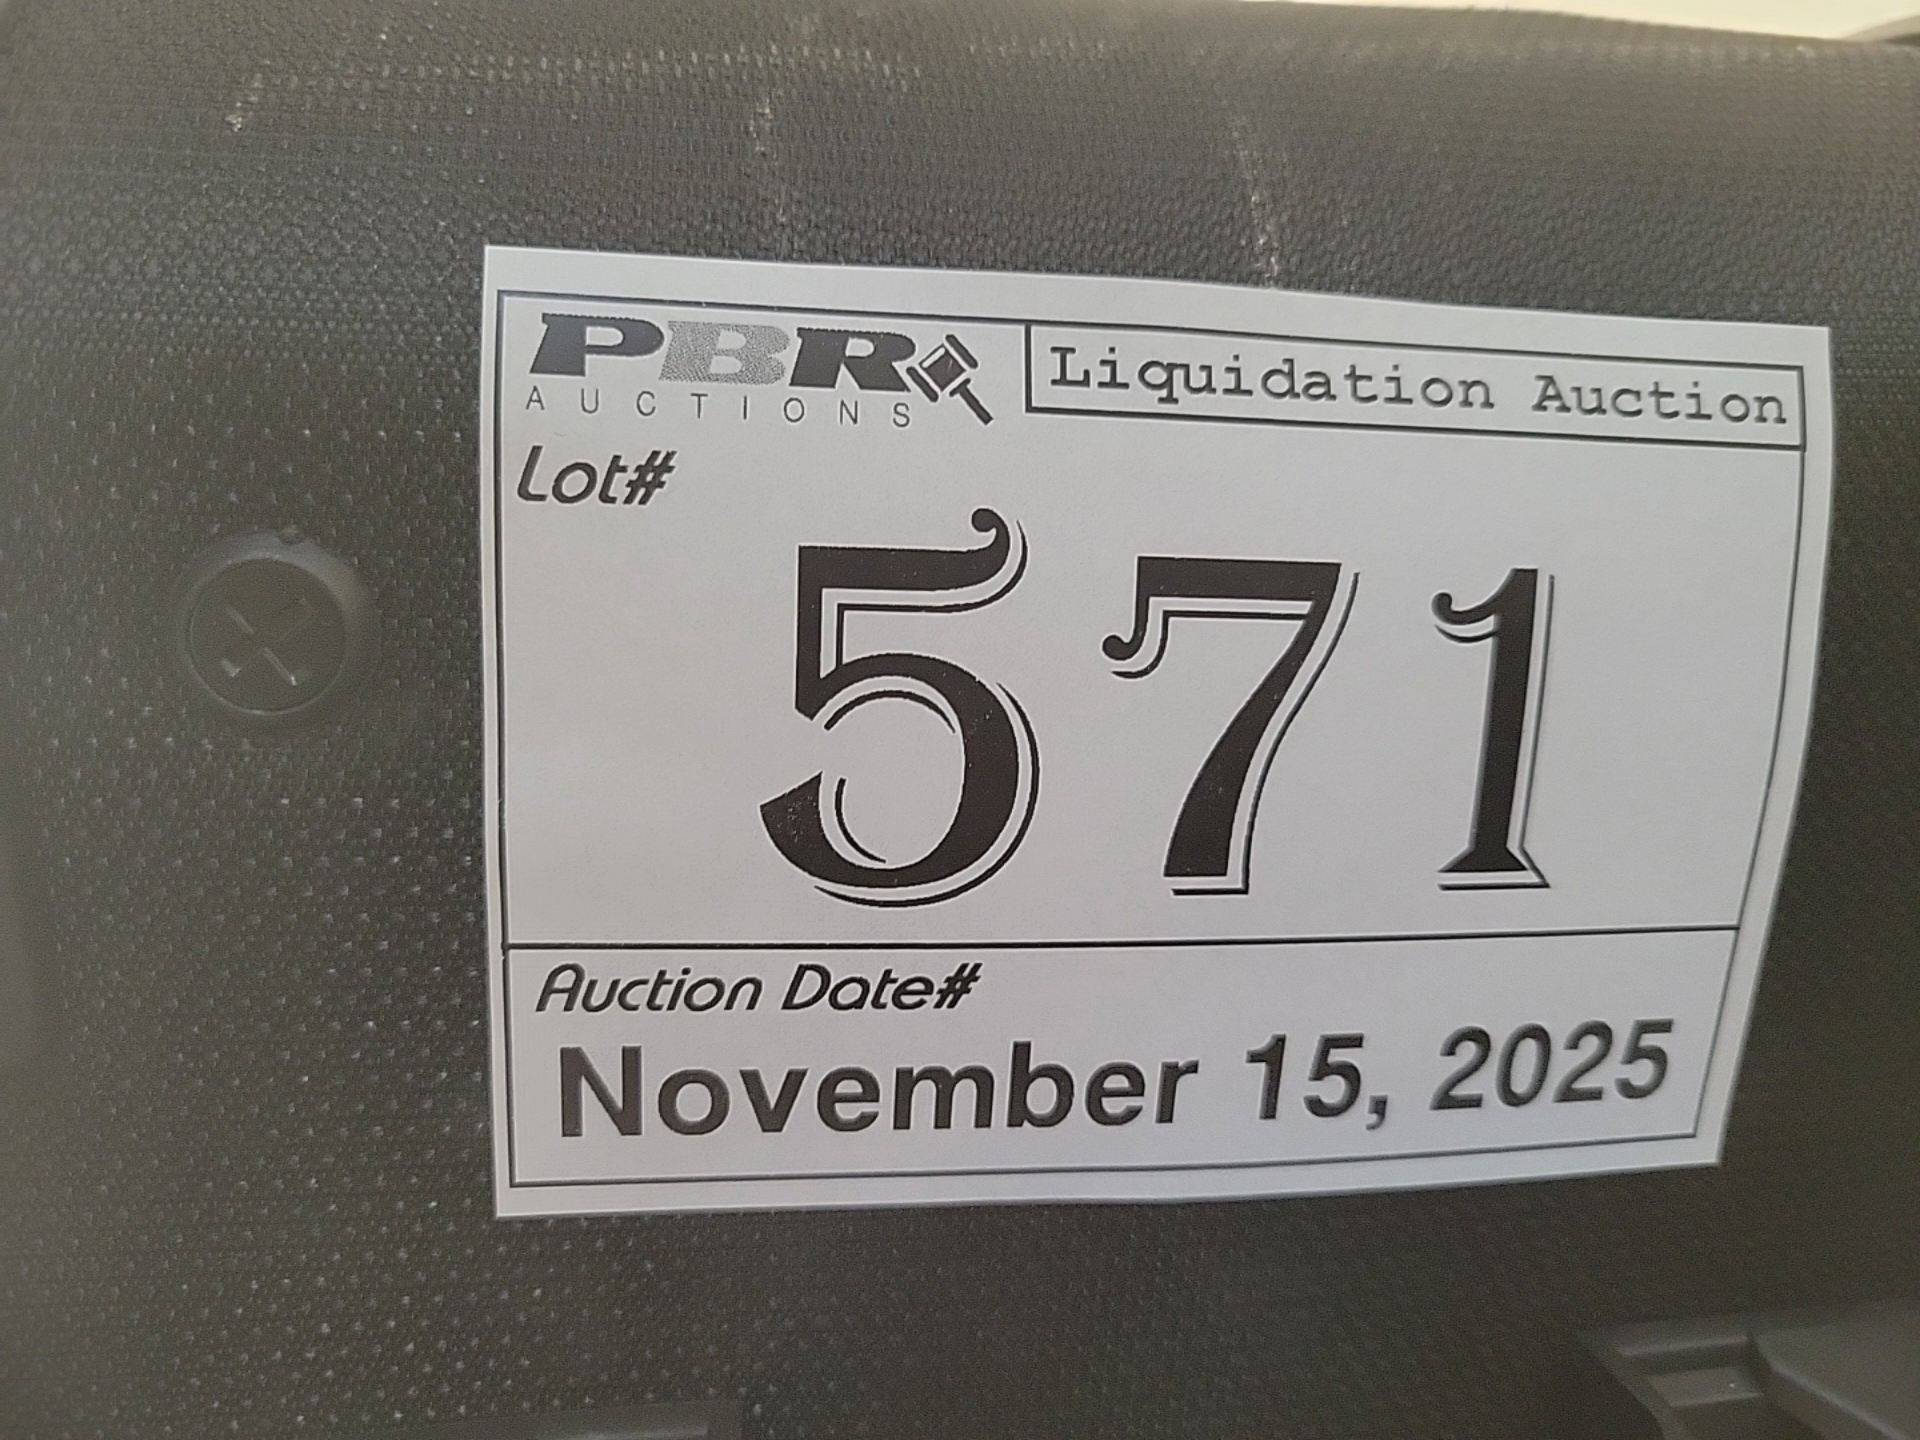 PBR
AUCTIONS
Liquidation Auction
Lot#
571
Auction Date#
November 15, 2025